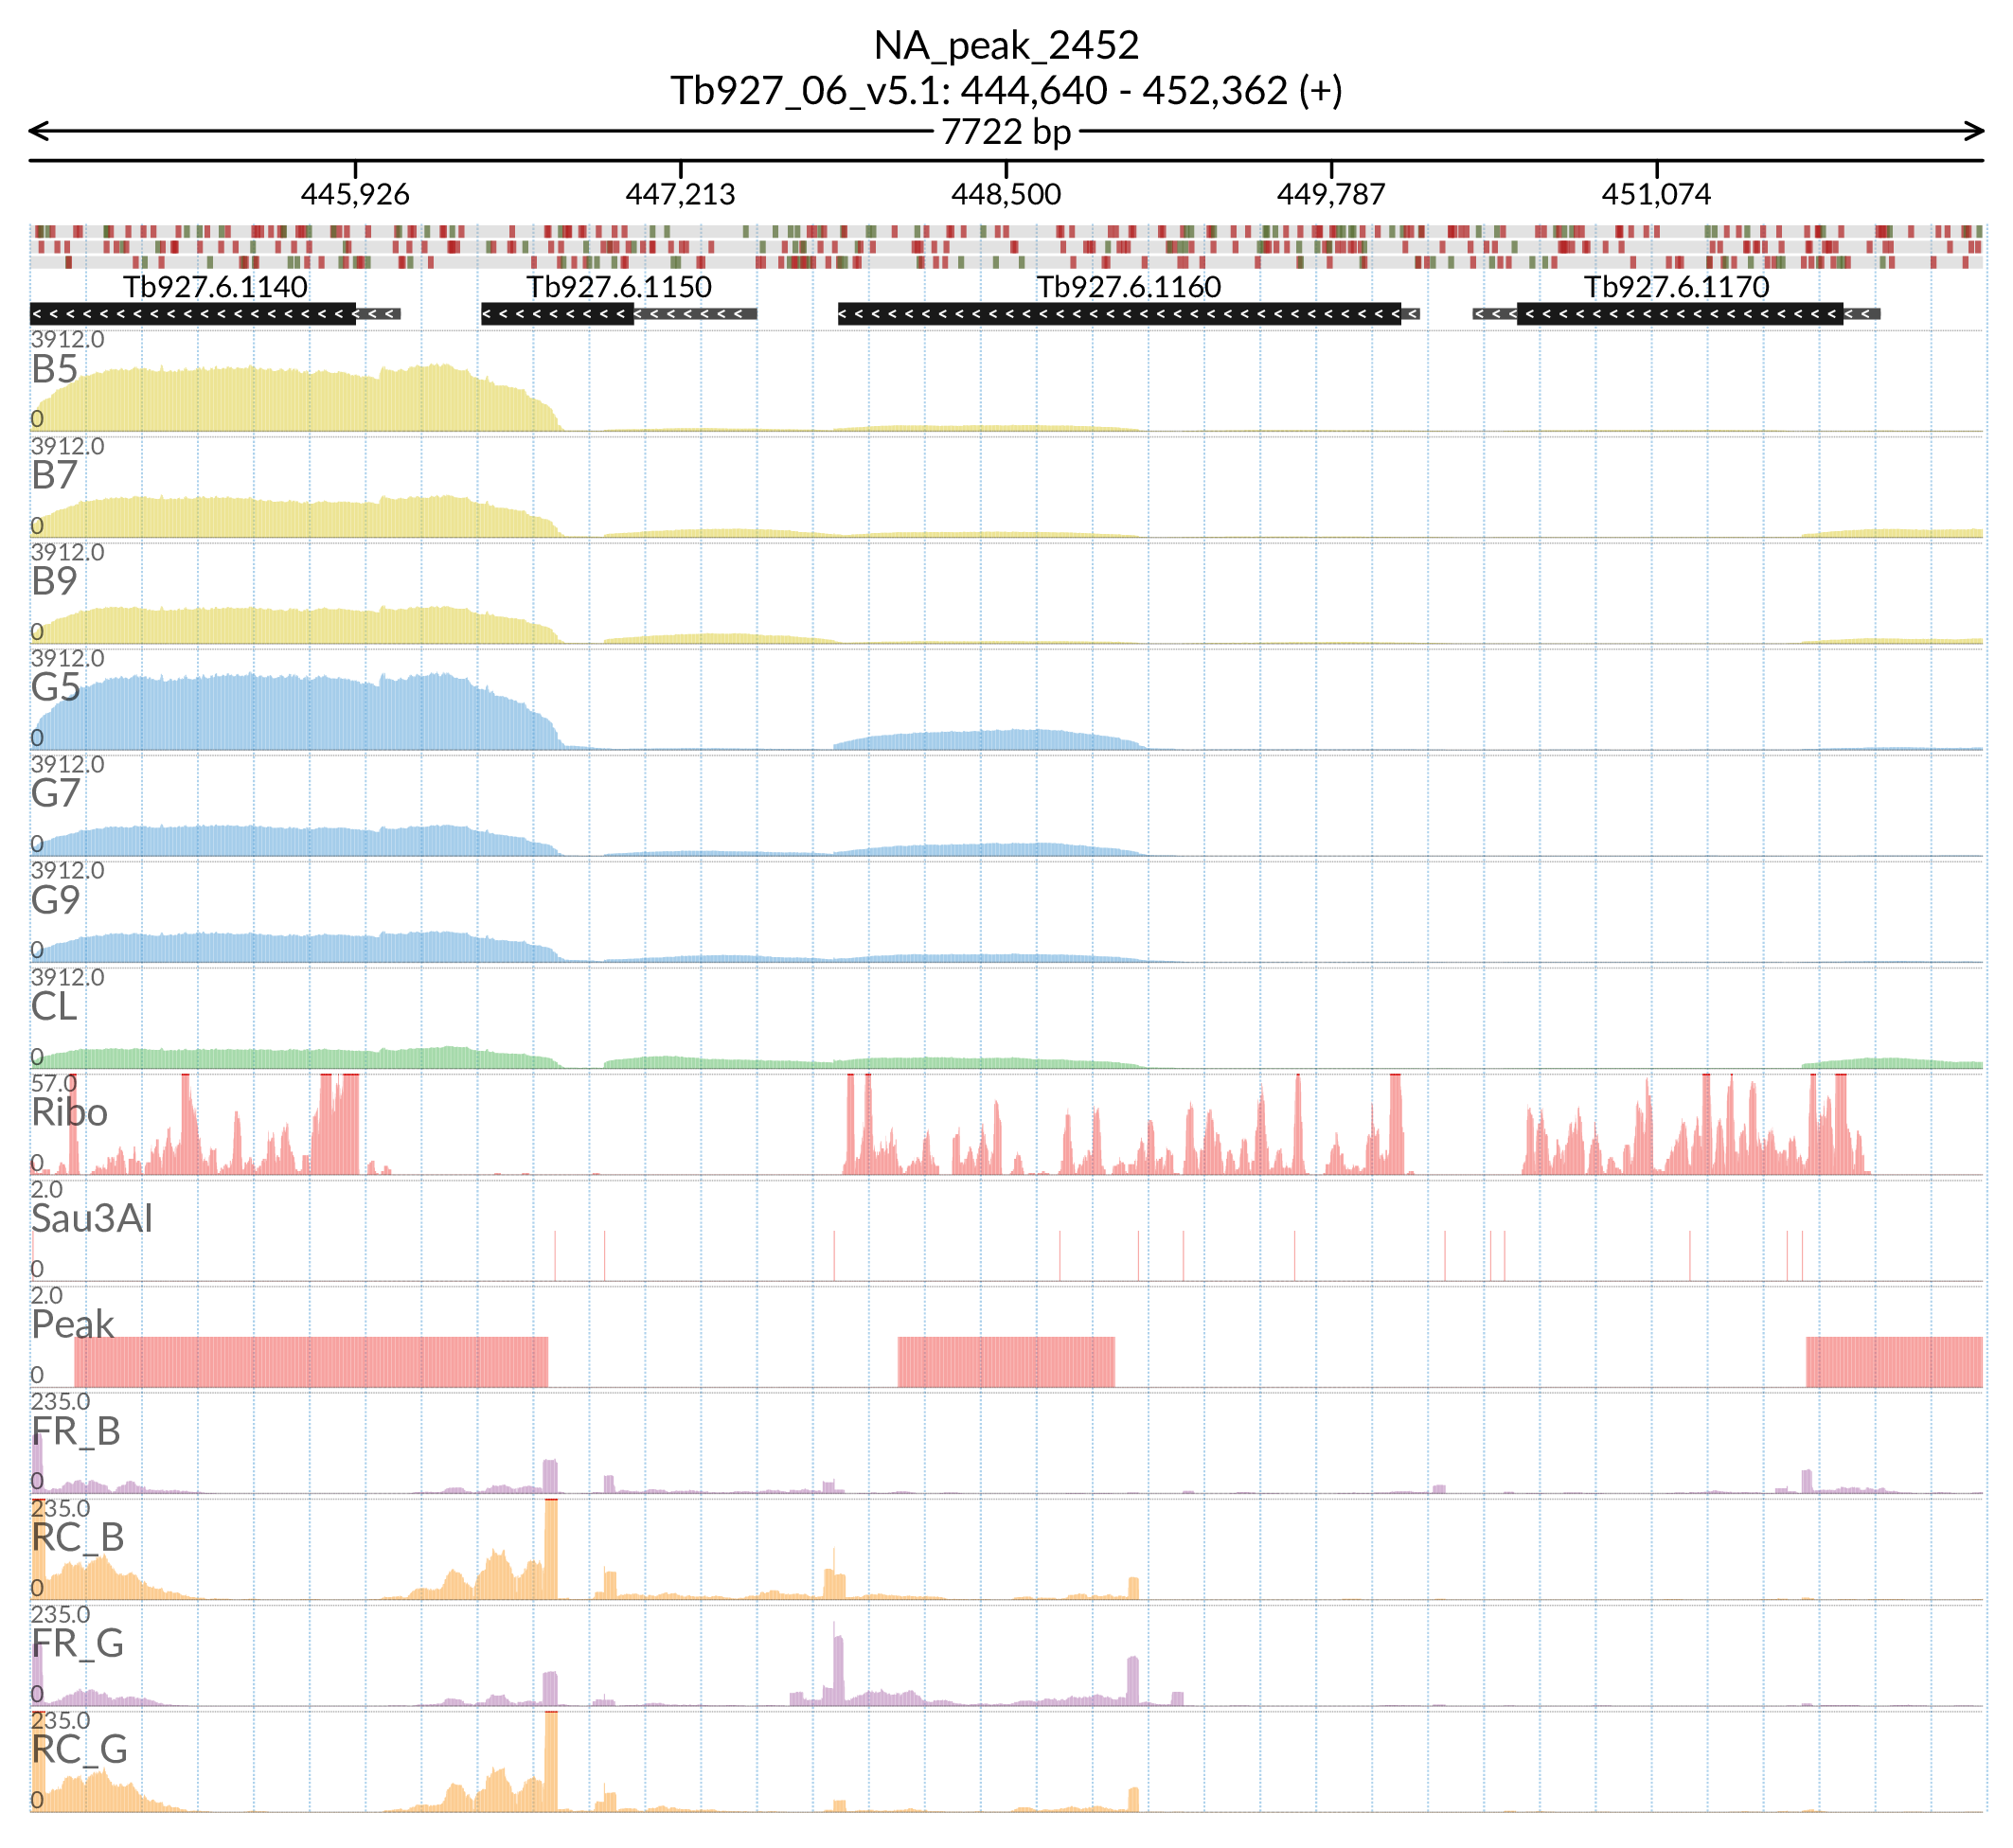 NA_peak_2452
Tb927_06_v5.1: 444,640 - 452,362 (+)
7722 bp
445,926 447,213 448,500 449,787 451,074
Tb927.6.1140 Tb927.6.1150 Tb927.6.1160 Tb927.6.1170
3912.0
B5
0
3912.0
B7
0
3912.0
B9
0
3912.0
G5
0
3912.0
G7
0
3912.0
G9
0
3912.0
CL
0
57.0
Ribo
0
2.0
Sau3AI
0
2.0
Peak
0
235.0
FR_B
0
235.0
RC_B
0
235.0
FR_G
0
235.0
RC_G
0